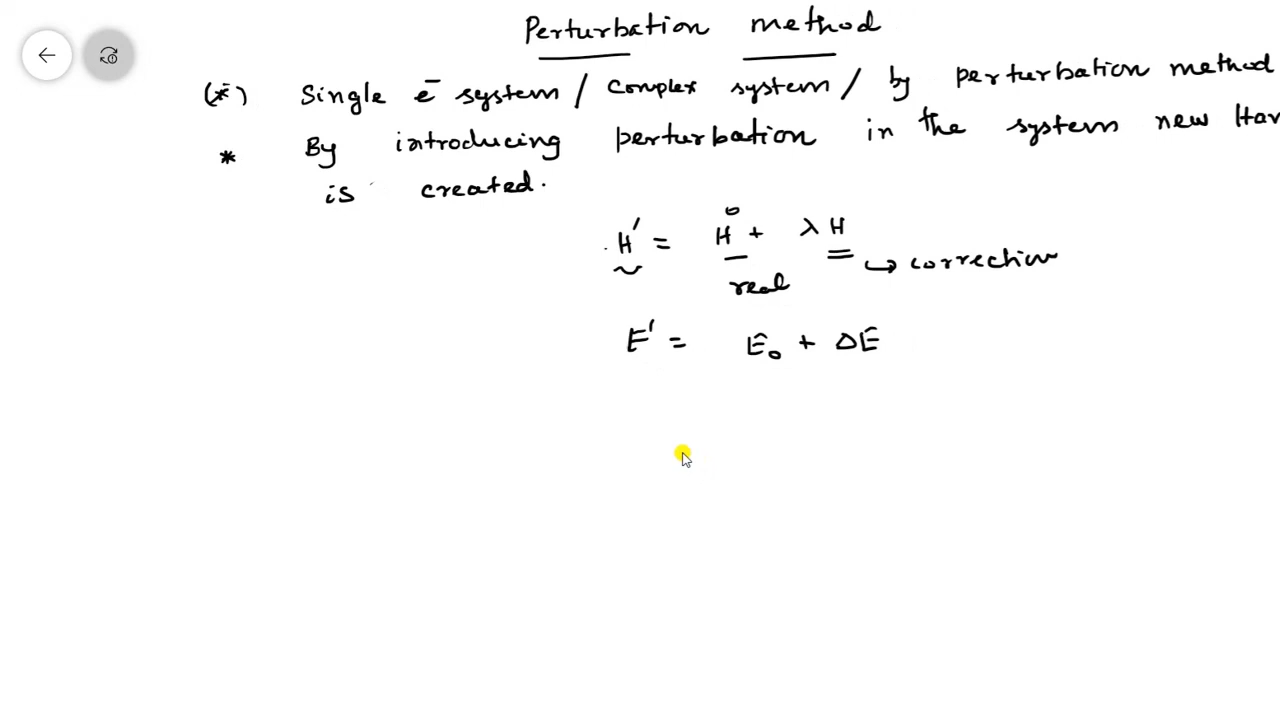 Perturbation method
(*) Single ē system / complex system / by perturbation method
* By introducing perturbation in the system new Ham
is created.
H' = H⁰ + λ H
real ↪ correction
E' = E₀ + ΔE